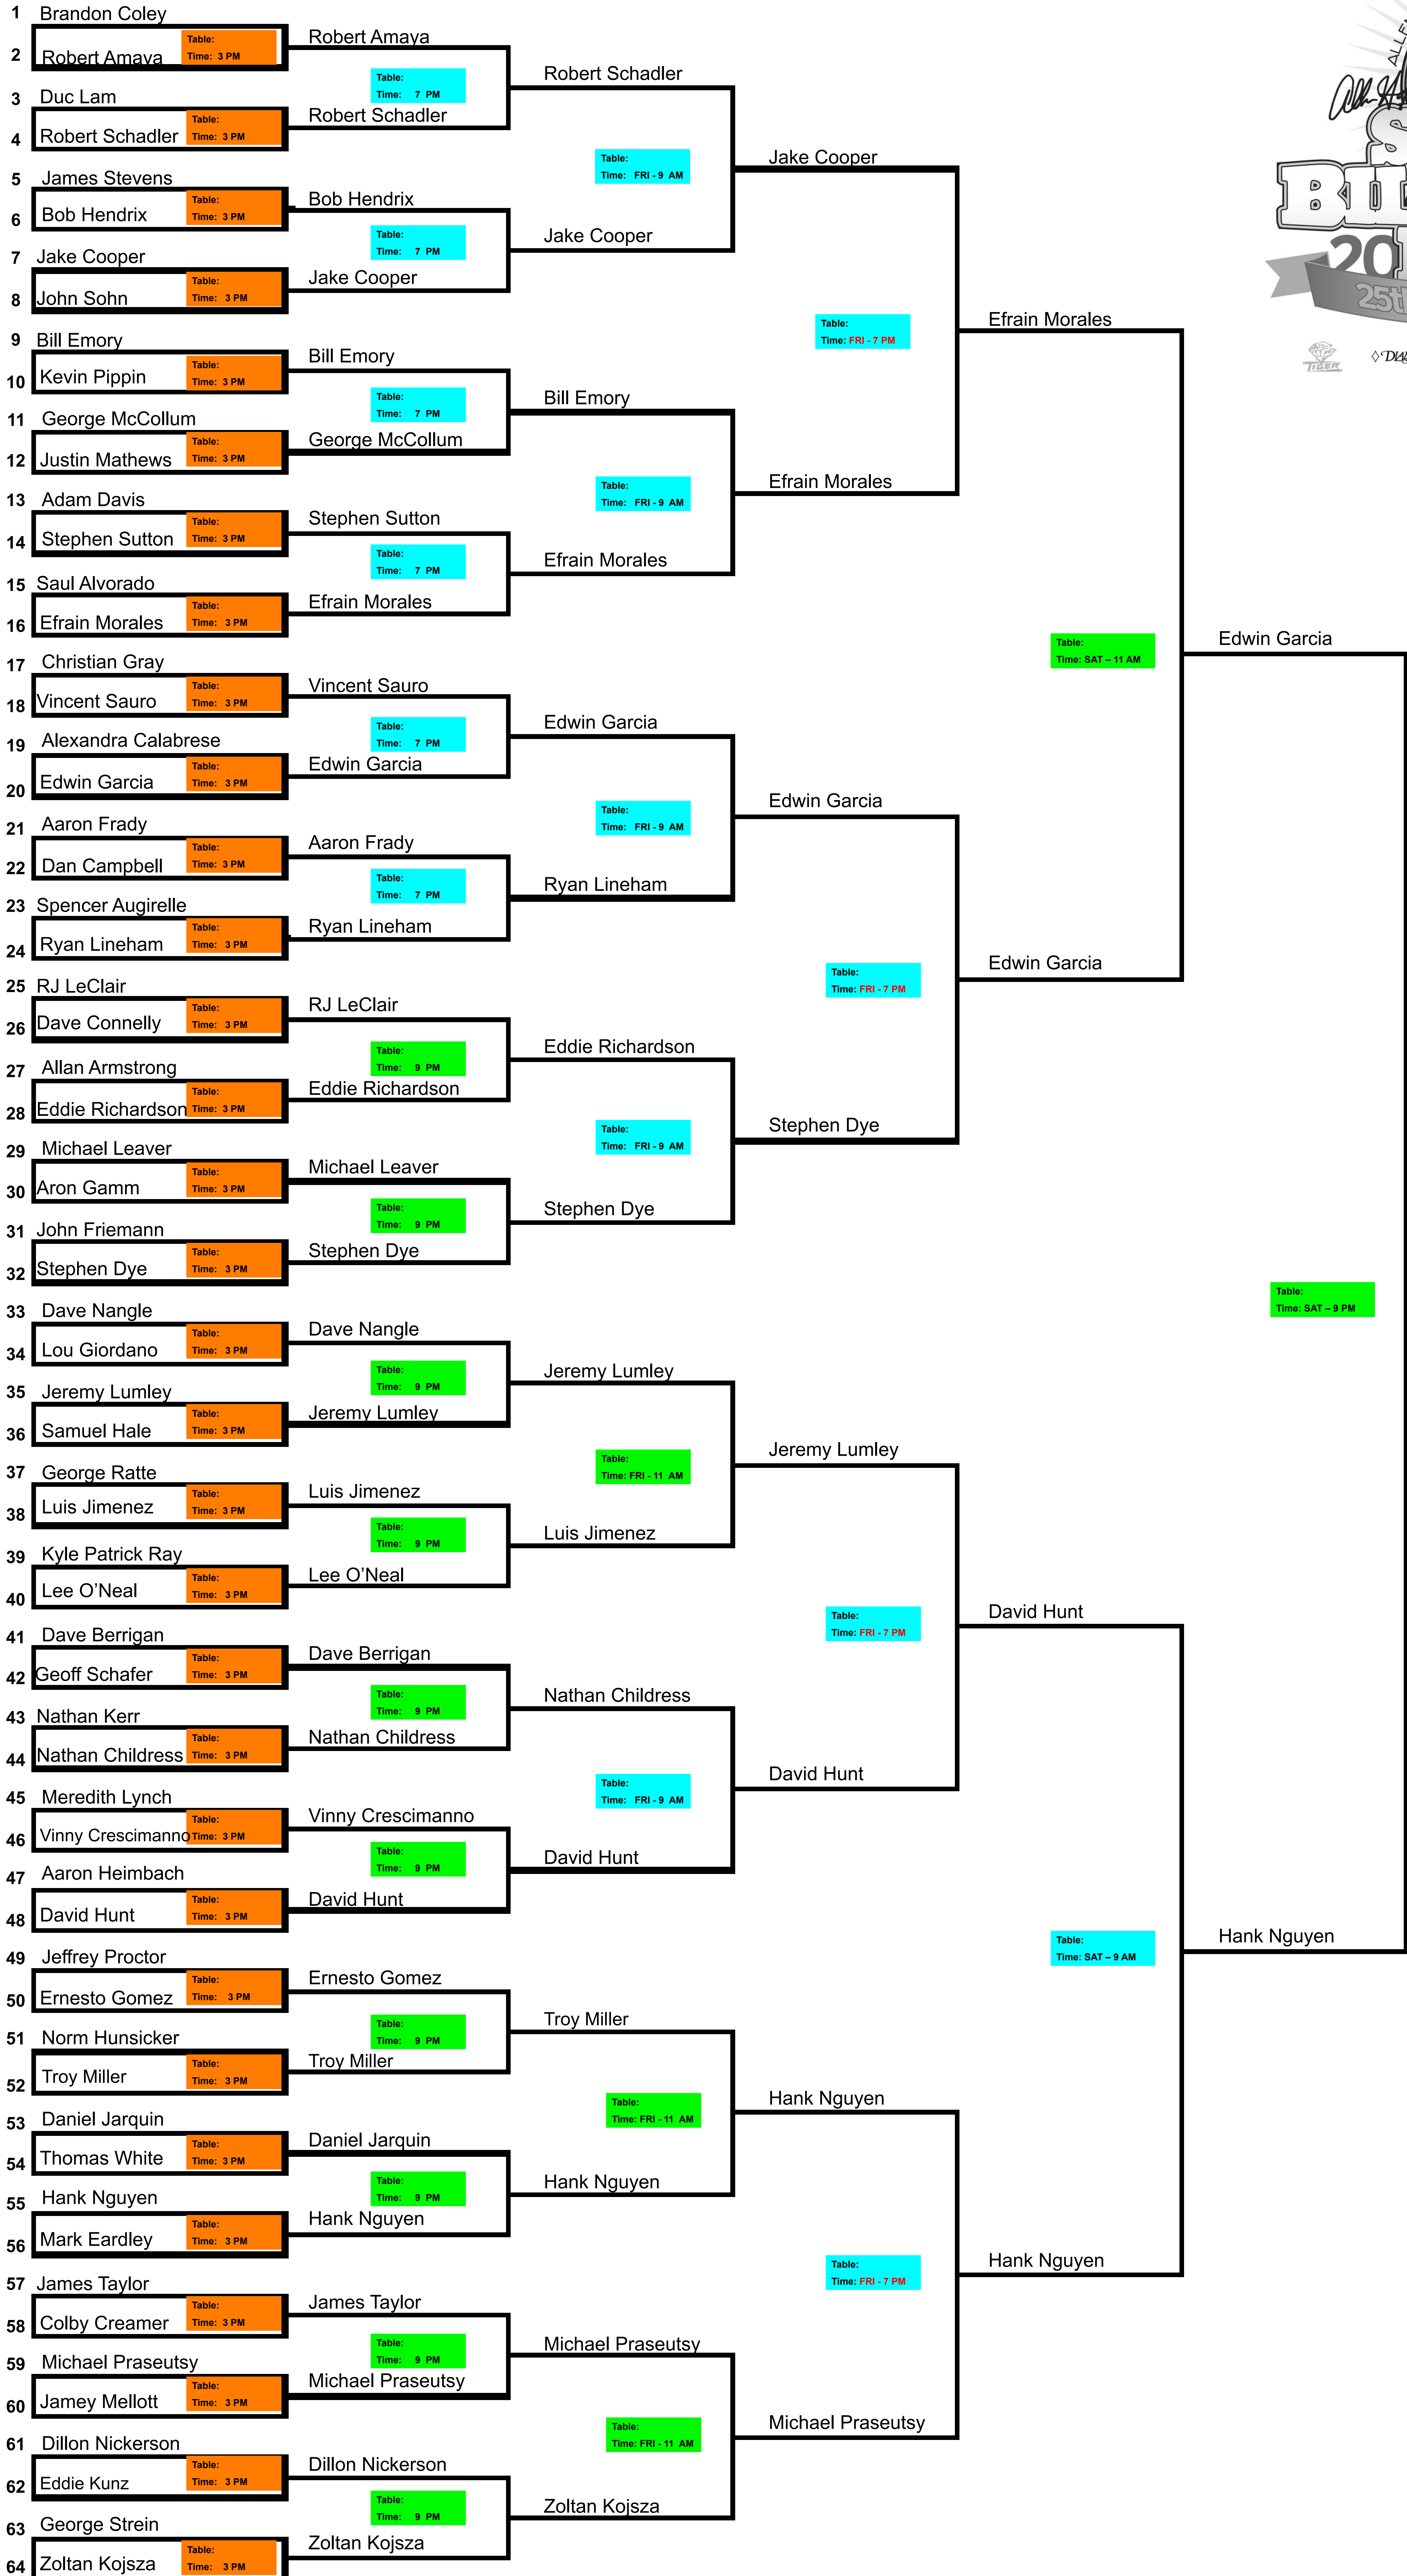 1 Brandon Coley
2 Robert Amaya
Table:
Time: 3 PM
3 Duc Lam
4 Robert Schadler
Table:
Time: 3 PM
5 James Stevens
6 Bob Hendrix
Table:
Time: 3 PM
7 Jake Cooper
8 John Sohn
Table:
Time: 3 PM
9 Bill Emory
10 Kevin Pippin
Table:
Time: 3 PM
11 George McCollum
12 Justin Mathews
Table:
Time: 3 PM
13 Adam Davis
14 Stephen Sutton
Table:
Time: 3 PM
15 Saul Alvorado
16 Efrain Morales
Table:
Time: 3 PM
17 Christian Gray
18 Vincent Sauro
Table:
Time: 3 PM
19 Alexandra Calabrese
20 Edwin Garcia
Table:
Time: 3 PM
21 Aaron Frady
22 Dan Campbell
Table:
Time: 3 PM
23 Spencer Augirelle
24 Ryan Lineham
Table:
Time: 3 PM
25 RJ LeClair
26 Dave Connelly
Table:
Time: 3 PM
27 Allan Armstrong
28 Eddie Richardson
Table:
Time: 3 PM
29 Michael Leaver
30 Aron Gamm
Table:
Time: 3 PM
31 John Friemann
32 Stephen Dye
Table:
Time: 3 PM
33 Dave Nangle
34 Lou Giordano
Table:
Time: 3 PM
35 Jeremy Lumley
36 Samuel Hale
Table:
Time: 3 PM
37 George Ratte
38 Luis Jimenez
Table:
Time: 3 PM
39 Kyle Patrick Ray
40 Lee O’Neal
Table:
Time: 3 PM
41 Dave Berrigan
42 Geoff Schafer
Table:
Time: 3 PM
43 Nathan Kerr
44 Nathan Childress
Table:
Time: 3 PM
45 Meredith Lynch
46 Vinny Crescimanno
Table:
Time: 3 PM
47 Aaron Heimbach
48 David Hunt
Table:
Time: 3 PM
49 Jeffrey Proctor
50 Ernesto Gomez
Table:
Time: 3 PM
51 Norm Hunsicker
52 Troy Miller
Table:
Time: 3 PM
53 Daniel Jarquin
54 Thomas White
Table:
Time: 3 PM
55 Hank Nguyen
56 Mark Eardley
Table:
Time: 3 PM
57 James Taylor
58 Colby Creamer
Table:
Time: 3 PM
59 Michael Praseutsy
60 Jamey Mellott
Table:
Time: 3 PM
61 Dillon Nickerson
62 Eddie Kunz
Table:
Time: 3 PM
63 George Strein
64 Zoltan Kojsza
Table:
Time: 3 PM
Robert Amaya
Table:
Time: 7 PM
Robert Schadler
Bob Hendrix
Table:
Time: 7 PM
Jake Cooper
Bill Emory
Table:
Time: 7 PM
George McCollum
Stephen Sutton
Table:
Time: 7 PM
Efrain Morales
Vincent Sauro
Table:
Time: 7 PM
Edwin Garcia
Aaron Frady
Table:
Time: 7 PM
Ryan Lineham
RJ LeClair
Table:
Time: 9 PM
Eddie Richardson
Michael Leaver
Table:
Time: 9 PM
Stephen Dye
Dave Nangle
Table:
Time: 9 PM
Jeremy Lumley
Luis Jimenez
Table:
Time: 9 PM
Lee O’Neal
Dave Berrigan
Table:
Time: 9 PM
Nathan Childress
Vinny Crescimanno
Table:
Time: 9 PM
David Hunt
Ernesto Gomez
Table:
Time: 9 PM
Troy Miller
Daniel Jarquin
Table:
Time: 9 PM
Hank Nguyen
James Taylor
Table:
Time: 9 PM
Michael Praseutsy
Dillon Nickerson
Table:
Time: 9 PM
Zoltan Kojsza
Robert Schadler
Table:
Time: FRI - 9 AM
Jake Cooper
Bill Emory
Table:
Time: FRI - 9 AM
Efrain Morales
Edwin Garcia
Table:
Time: FRI - 9 AM
Ryan Lineham
Eddie Richardson
Table:
Time: FRI - 9 AM
Stephen Dye
Jeremy Lumley
Table:
Time: FRI - 11 AM
Luis Jimenez
Nathan Childress
Table:
Time: FRI - 9 AM
David Hunt
Troy Miller
Table:
Time: FRI - 11 AM
Hank Nguyen
Michael Praseutsy
Table:
Time: FRI - 11 AM
Zoltan Kojsza
Jake Cooper
Table:
Time: FRI - 7 PM
Efrain Morales
Edwin Garcia
Table:
Time: FRI - 7 PM
Stephen Dye
Jeremy Lumley
Table:
Time: FRI - 7 PM
David Hunt
Hank Nguyen
Table:
Time: FRI - 7 PM
Michael Praseutsy
Efrain Morales
Table:
Time: SAT – 11 AM
Edwin Garcia
David Hunt
Table:
Time: SAT – 9 AM
Hank Nguyen
Edwin Garcia
Table:
Time: SAT – 9 PM
Hank Nguyen
20
25th
TIGER